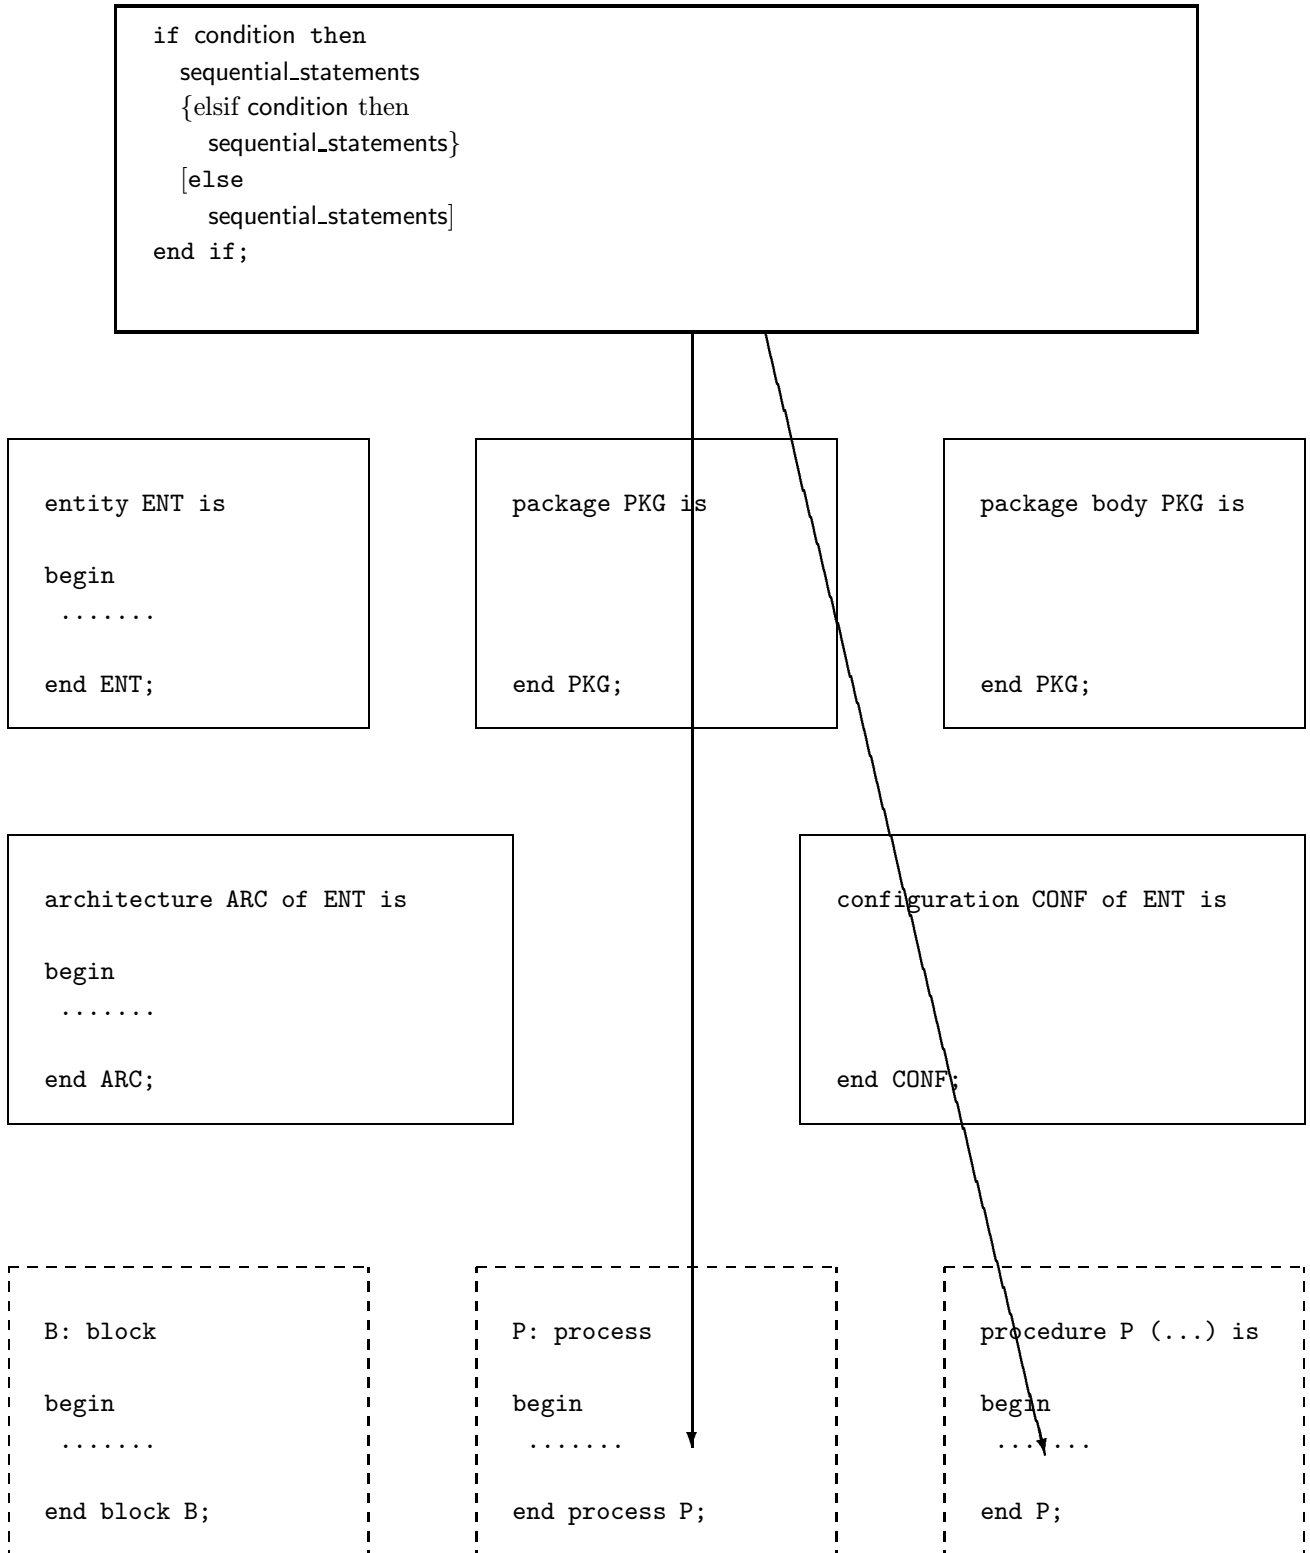 if condition then
sequential_statements
{elsif condition then
sequential_statements}
[else
sequential_statements]
end if;
entity ENT is
begin
.......
end ENT;
package PKG is
end PKG;
package body PKG is
end PKG;
architecture ARC of ENT is
begin
.......
end ARC;
configuration CONF of ENT is
end CONF;
B: block
begin
.......
end block B;
P: process
begin
.......
end process P;
procedure P (...) is
begin
.......
end P;